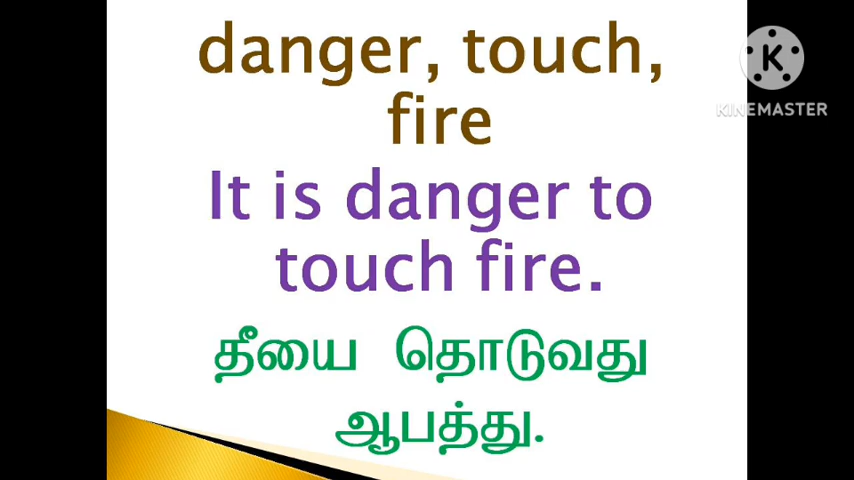 danger, touch,
fire
It is danger to
touch fire.
தீயை தொடுவது
ஆபத்து.
KINEMASTER